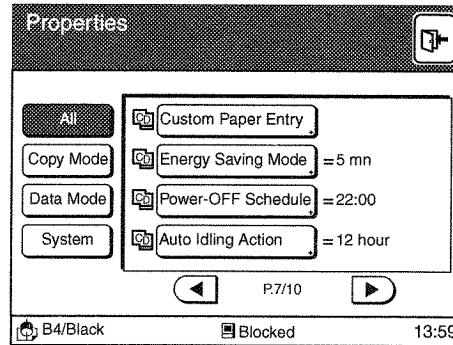 Properties
All
Custom Paper Entry
Copy Mode
Energy Saving Mode =5 mn
Data Mode
Power-OFF Schedule =22:00
System
Auto Idling Action =12 hour
P.7/10
B4/Black
Blocked
13:59